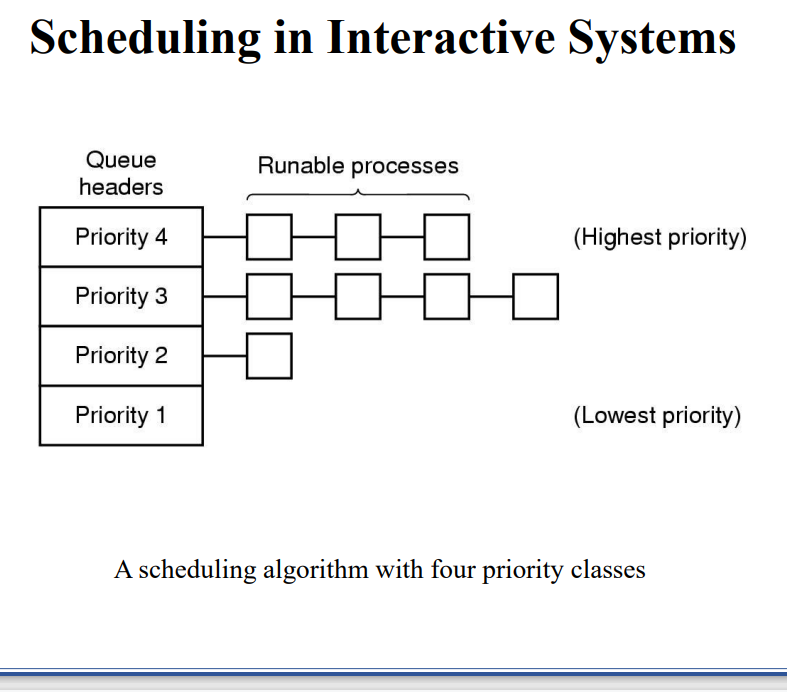 Scheduling in Interactive Systems
Queue
headers
Runable processes
Priority 4
(Highest priority)
Priority 3
Priority 2
Priority 1
(Lowest priority)
A scheduling algorithm with four priority classes